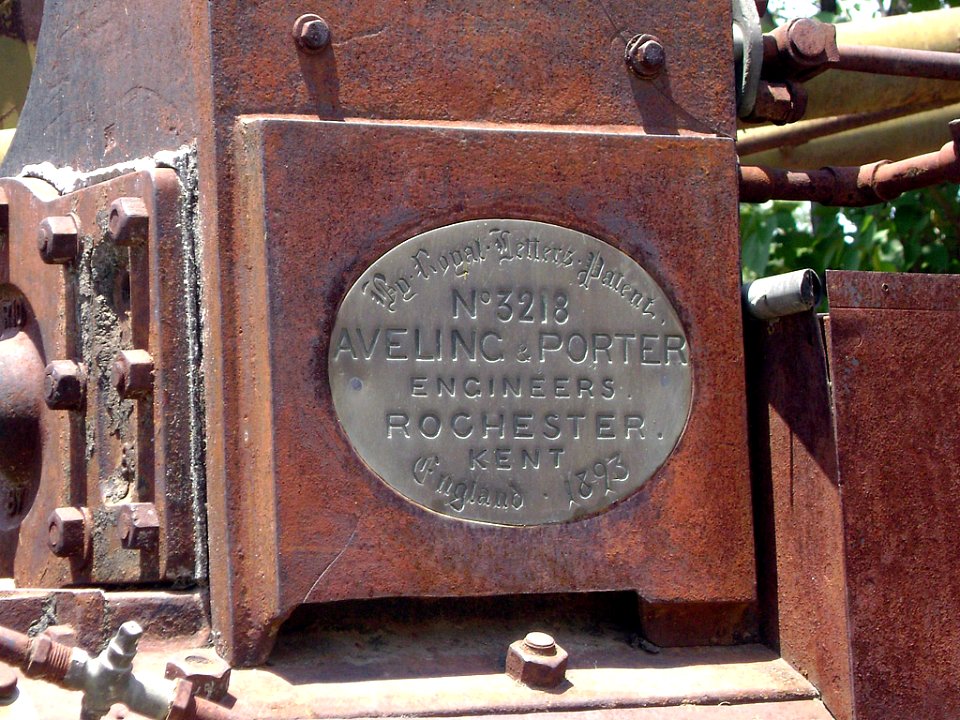 By · Royal · Letters · Patent.
No 3218
AVELING & PORTER
ENGINEERS.
ROCHESTER.
KENT
England · 1893